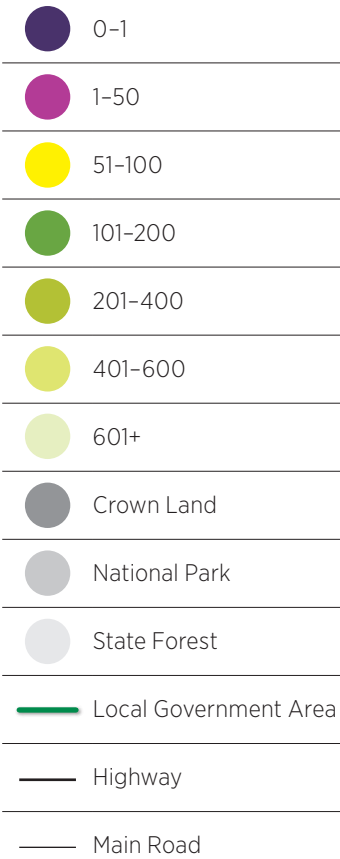 0–1
1–50
51–100
101–200
201–400
401–600
601+
Crown Land
National Park
State Forest
Local Government Area
Highway
Main Road